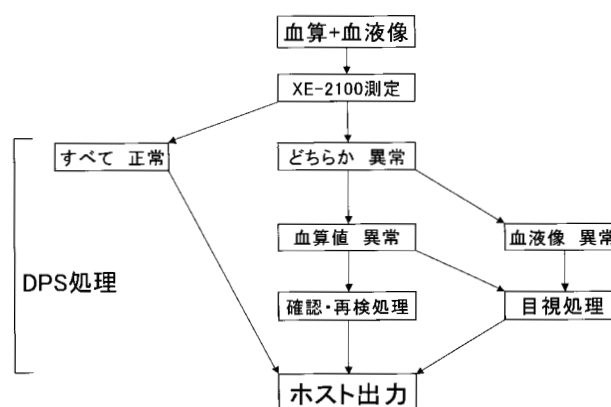 血算+血液像
XE-2100測定
すべて 正常
どちらか 異常
血算値 異常
血液像 異常
DPS処理
確認・再検処理
目視処理
ホスト出力